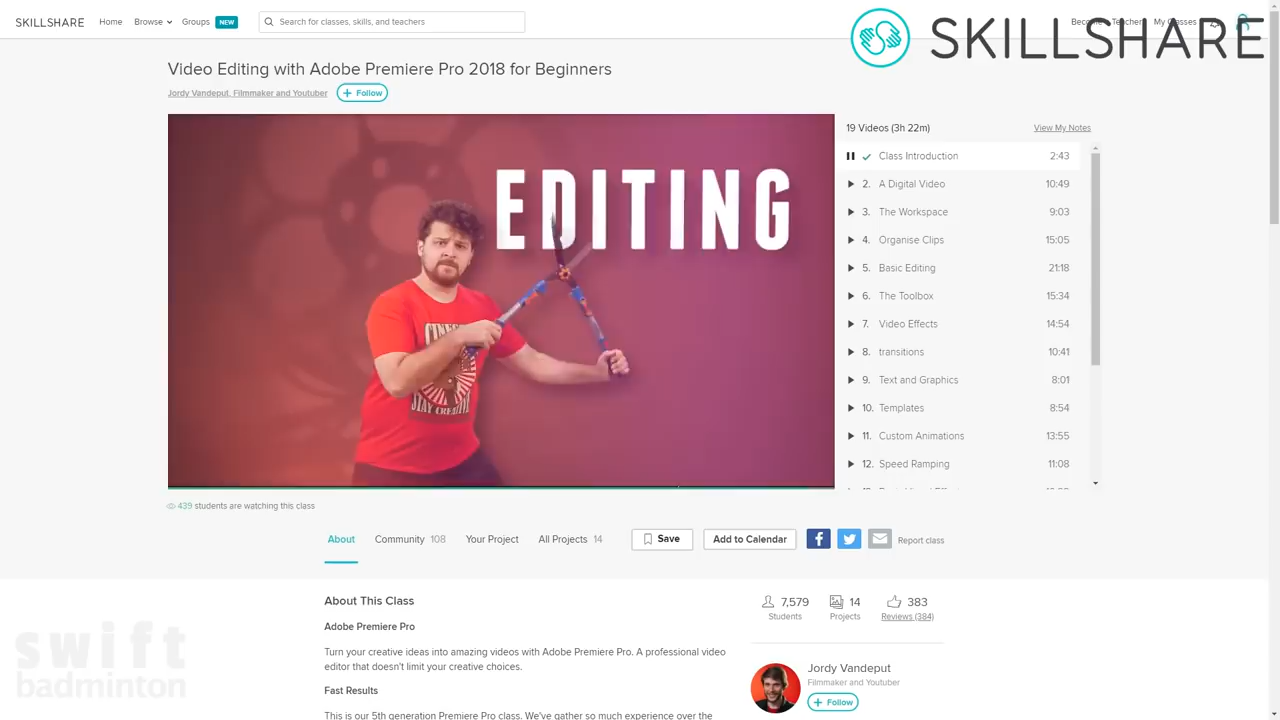 SKILLSHARE
Home
Browse
Groups
NEW
Search for classes, skills, and teachers
My Classes
SKILLSHARE
Video Editing with Adobe Premiere Pro 2018 for Beginners
Jordy Vandeput, Filmmaker and Youtuber
+ Follow
EDITING
19 Videos (3h 22m)
View My Notes
Class Introduction 2:43
2. A Digital Video 10:49
3. The Workspace 9:03
4. Organise Clips 15:05
5. Basic Editing 21:18
6. The Toolbox 15:34
7. Video Effects 14:54
8. transitions 10:41
9. Text and Graphics 8:01
10. Templates 8:54
11. Custom Animations 13:55
12. Speed Ramping 11:08
439 students are watching this class
About
Community 108
Your Project
All Projects 14
Save
Add to Calendar
Report class
About This Class
Adobe Premiere Pro
Turn your creative ideas into amazing videos with Adobe Premiere Pro. A professional video
editor that doesn't limit your creative choices.
Fast Results
This is our 5th generation Premiere Pro class. We've gather so much experience over the
7,579
Students
14
Projects
383
Reviews (384)
Jordy Vandeput
Filmmaker and Youtuber
+ Follow
swift
badminton